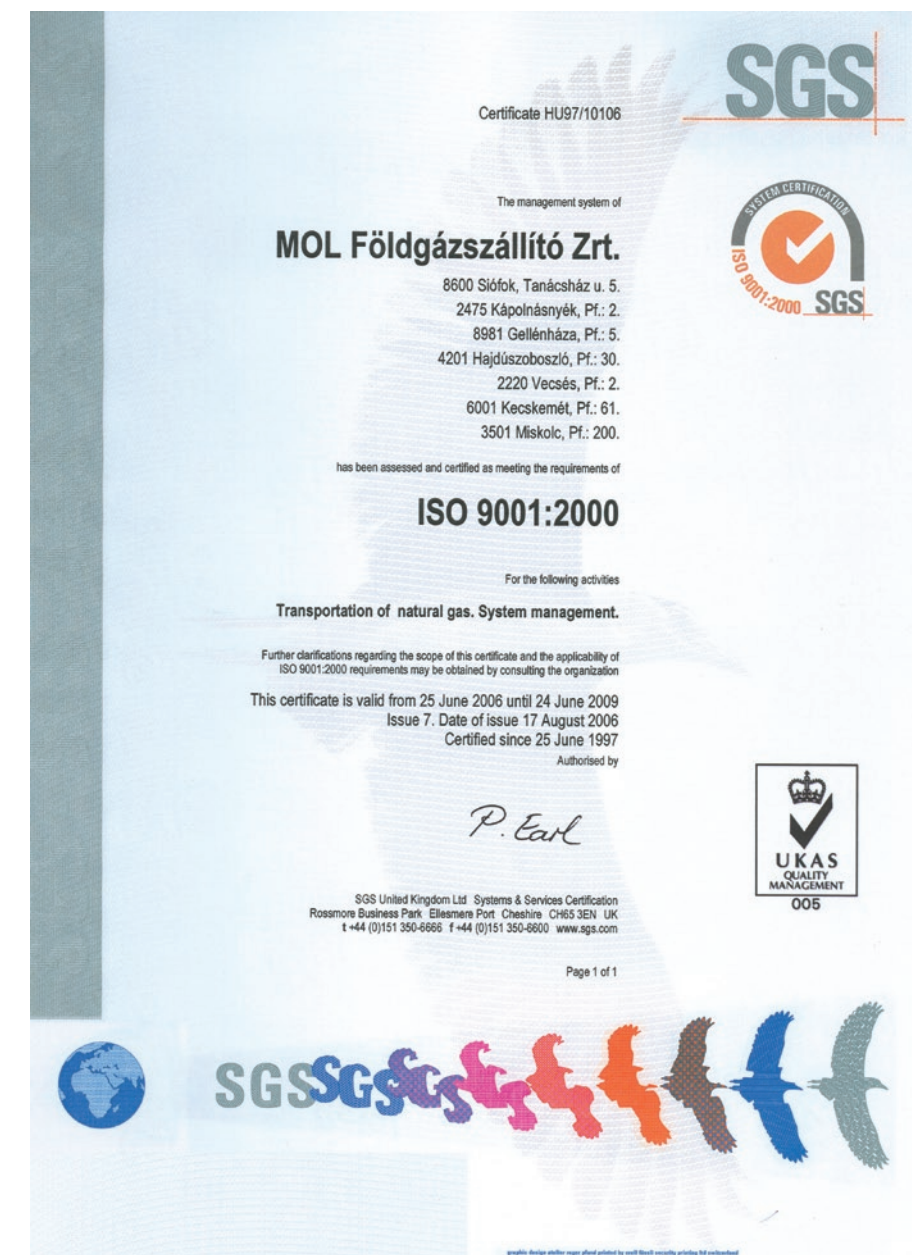 SGS
Certificate HU97/10106
SYSTEM CERTIFICATION
ISO 9001:2000
SGS
The management system of
MOL Földgázszállító Zrt.
8600 Siófok, Tanácsház u. 5.
2475 Kápolnásnyék, Pf.: 2.
8981 Gellénháza, Pf.: 5.
4201 Hajdúszoboszló, Pf.: 30.
2220 Vecsés, Pf.: 2.
6001 Kecskemét, Pf.: 61.
3501 Miskolc, Pf.: 200.
has been assessed and certified as meeting the requirements of
ISO 9001:2000
For the following activities
Transportation of natural gas. System management.
Further clarifications regarding the scope of this certificate and the applicability of
ISO 9001:2000 requirements may be obtained by consulting the organization
This certificate is valid from 25 June 2006 until 24 June 2009
Issue 7. Date of issue 17 August 2006
Certified since 25 June 1997
Authorised by
P. Earl
UKAS
QUALITY
MANAGEMENT
005
SGS United Kingdom Ltd Systems & Services Certification
Rossmore Business Park Ellesmere Port Cheshire CH65 3EN UK
t +44 (0)151 350-6666 f +44 (0)151 350-6600 www.sgs.com
Page 1 of 1
SGS SGS SGS